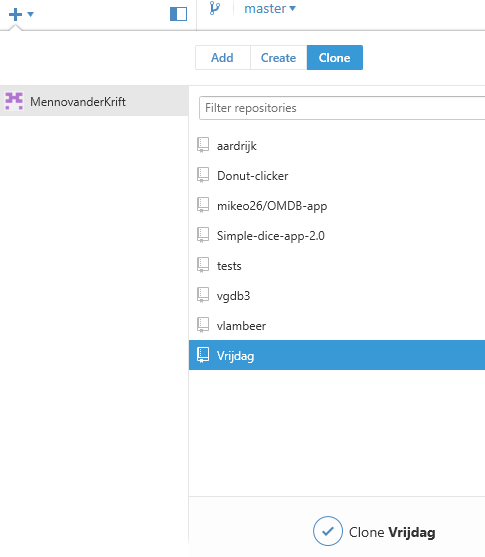 master
Add Create Clone
MennovanderKrift
Filter repositories
aardrijk
Donut-clicker
mikeo26/OMDB-app
Simple-dice-app-2.0
tests
vgdb3
vlambeer
Vrijdag
Clone Vrijdag